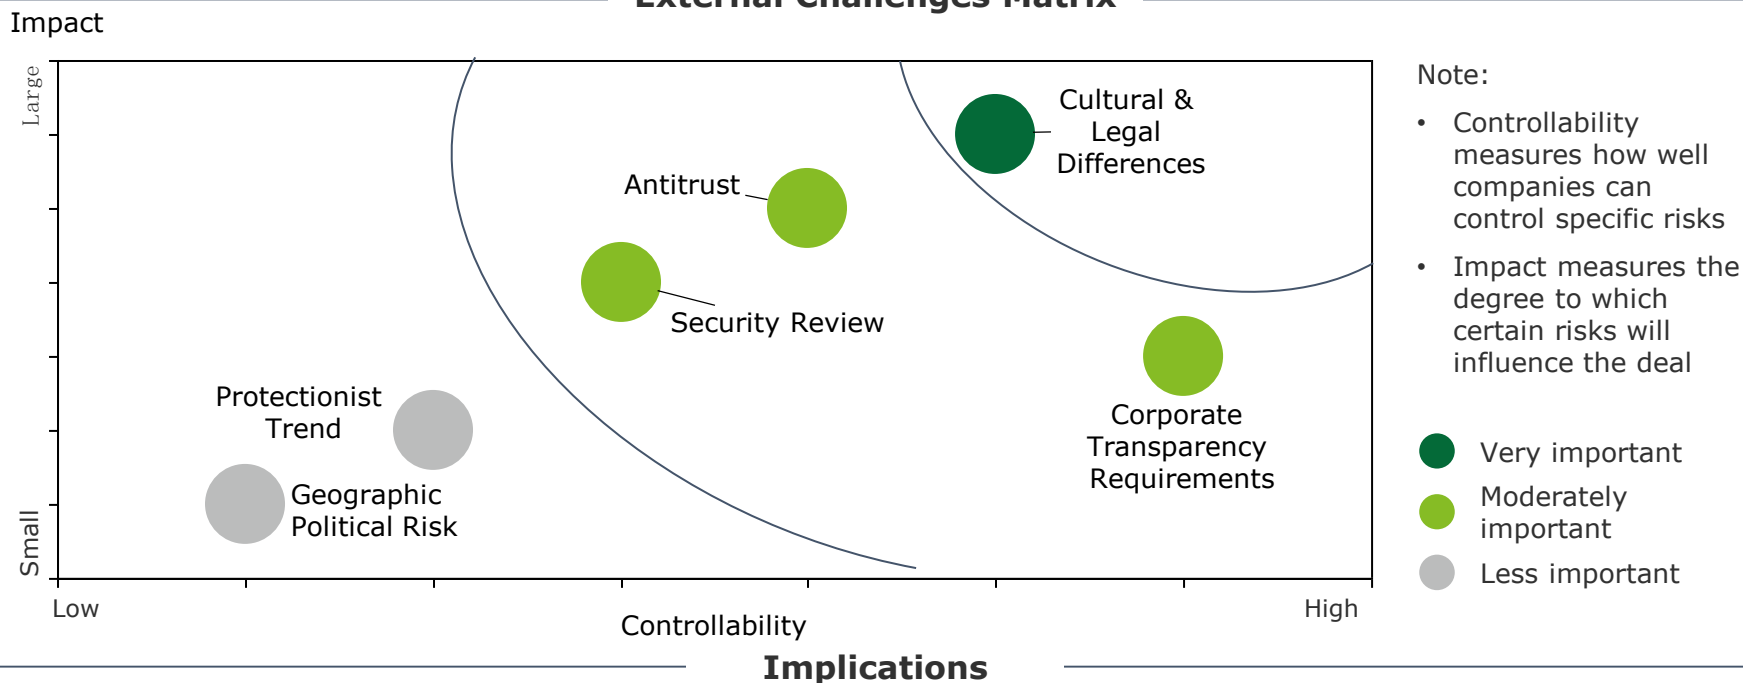 External Challenges Matrix
Impact
Large
Small
Cultural &
Legal
Differences
Antitrust
Security Review
Protectionist
Trend
Geographic
Political Risk
Corporate
Transparency
Requirements
Low
High
Controllability
Note:
• Controllability
measures how well
companies can
control specific risks
• Impact measures the
degree to which
certain risks will
influence the deal
Very important
Moderately
important
Less important
Implications